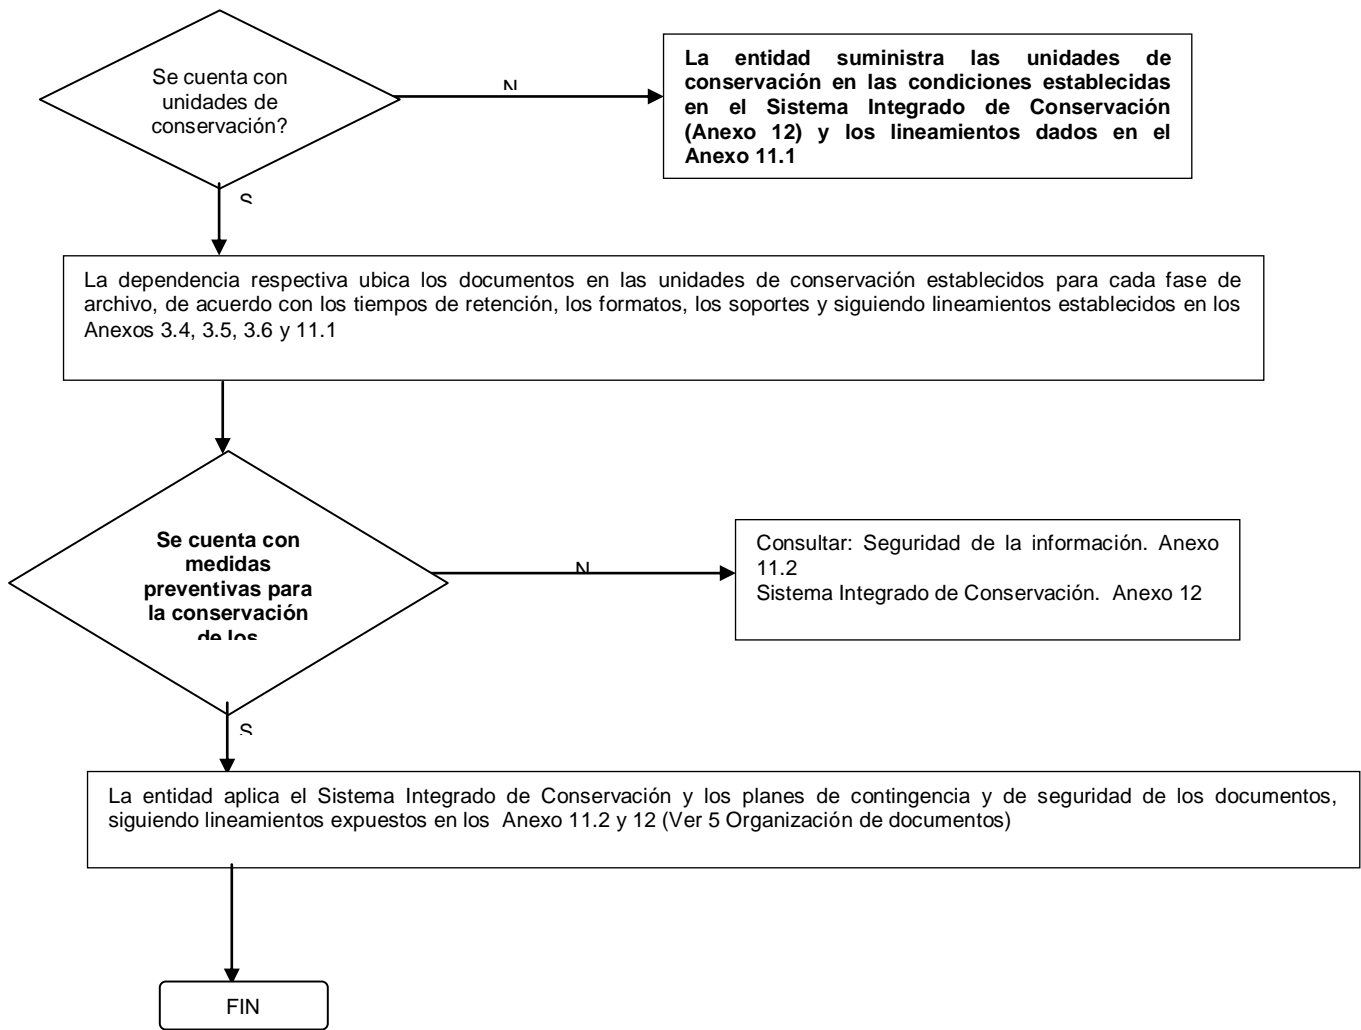 Se cuenta con
unidades de
conservación?
N
La entidad suministra las unidades de
conservación en las condiciones establecidas
en el Sistema Integrado de Conservación
(Anexo 12) y los lineamientos dados en el
Anexo 11.1
S
La dependencia respectiva ubica los documentos en las unidades de conservación establecidos para cada fase de
archivo, de acuerdo con los tiempos de retención, los formatos, los soportes y siguiendo lineamientos establecidos en los
Anexos 3.4, 3.5, 3.6 y 11.1
Se cuenta con
medidas
preventivas para
la conservación
de los
N
Consultar: Seguridad de la información. Anexo
11.2
Sistema Integrado de Conservación. Anexo 12
S
La entidad aplica el Sistema Integrado de Conservación y los planes de contingencia y de seguridad de los documentos,
siguiendo lineamientos expuestos en los Anexo 11.2 y 12 (Ver 5 Organización de documentos)
FIN